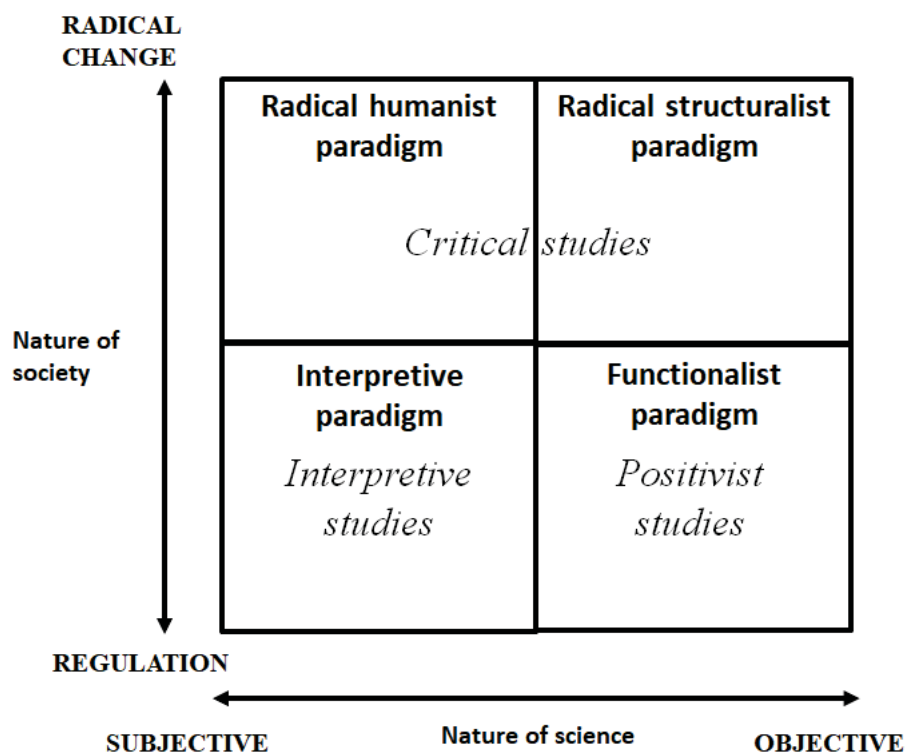 RADICAL
CHANGE
Radical humanist
paradigm
Radical structuralist
paradigm
Critical studies
Nature of
society
Interpretive
paradigm
Interpretive
studies
Functionalist
paradigm
Positivist
studies
REGULATION
SUBJECTIVE
Nature of science
OBJECTIVE